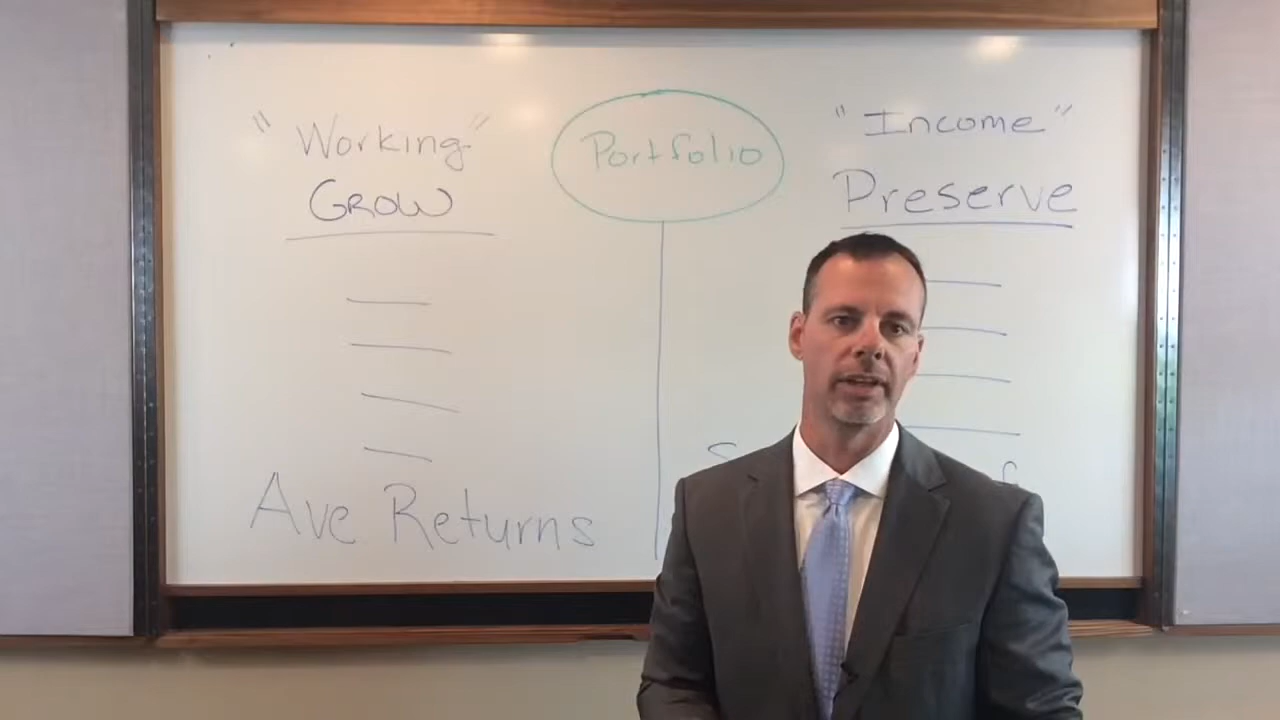 "Working"
GROW
Ave Returns
Portfolio
"Income"
Preserve